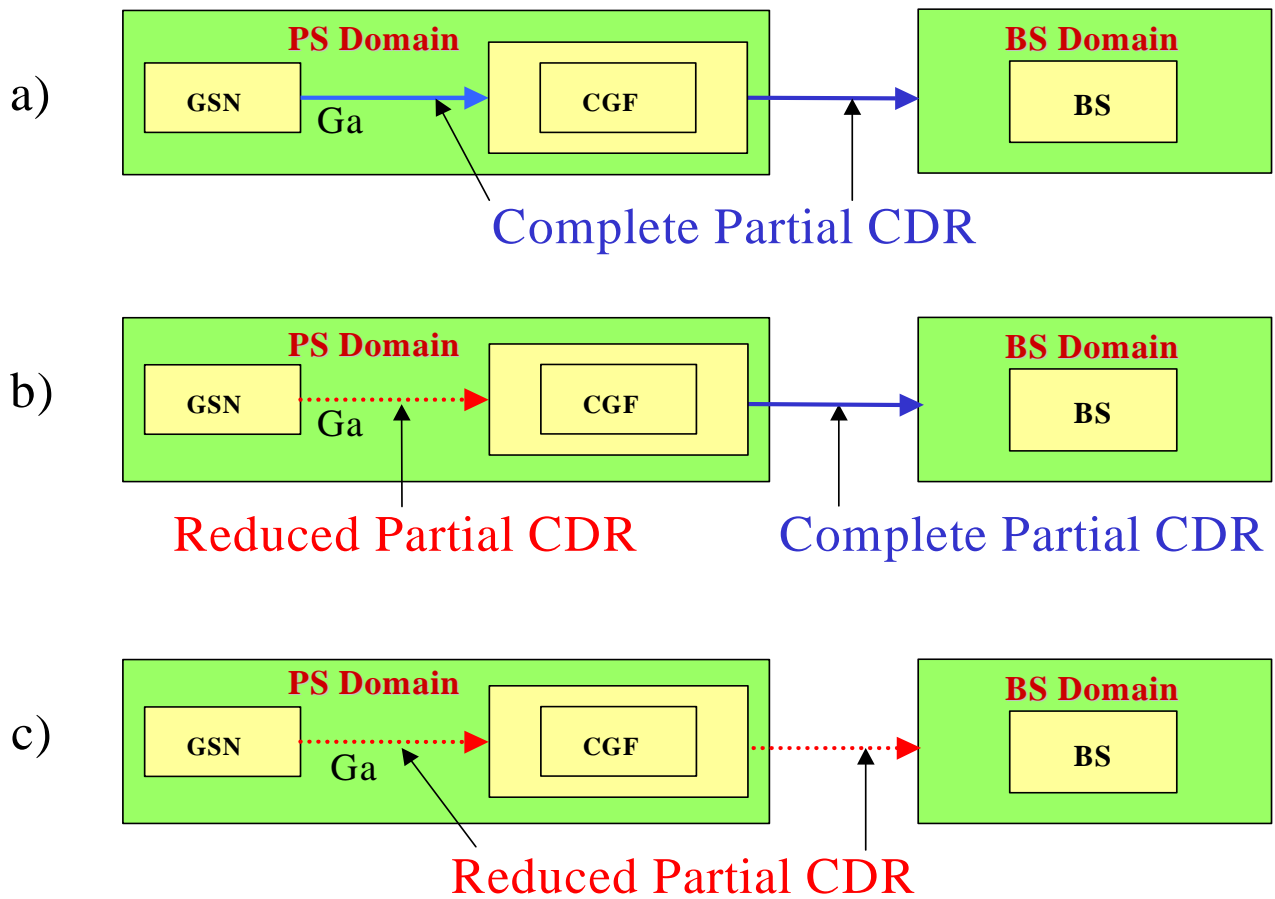 a)
PS Domain
GSN
Ga
CGF
BS Domain
BS
Complete Partial CDR
b)
PS Domain
GSN
Ga
CGF
BS Domain
BS
Reduced Partial CDR
Complete Partial CDR
c)
PS Domain
GSN
Ga
CGF
BS Domain
BS
Reduced Partial CDR